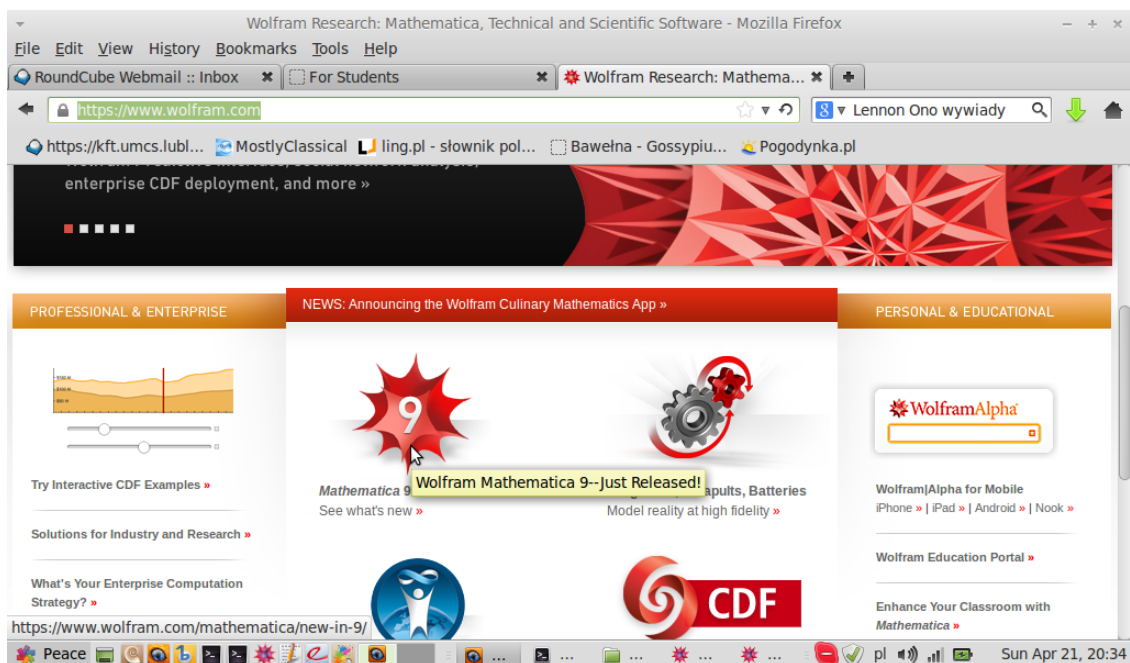 Wolfram Research: Mathematica, Technical and Scientific Software - Mozilla Firefox
File Edit View History Bookmarks Tools Help
RoundCube Webmail :: Inbox For Students Wolfram Research: Mathema...
https://www.wolfram.com Lennon Ono wywiady
https://kft.umcs.lubl... MostlyClassical ling.pl - słownik pol... Bawełna - Gossypiu... Pogodynka.pl
enterprise CDF deployment, and more »
PROFESSIONAL & ENTERPRISE
Try Interactive CDF Examples »
Solutions for Industry and Research »
What's Your Enterprise Computation
Strategy? »
NEWS: Announcing the Wolfram Culinary Mathematics App »
9
Wolfram Mathematica 9--Just Released!
Mathematica 9
See what's new »
apults, Batteries
Model reality at high fidelity »
CDF
PERSONAL & EDUCATIONAL
WolframAlpha
Wolfram|Alpha for Mobile
iPhone » | iPad » | Android » | Nook »
Wolfram Education Portal »
Enhance Your Classroom with
Mathematica »
https://www.wolfram.com/mathematica/new-in-9/
Peace ... ... ... ... ... pl Sun Apr 21, 20:34